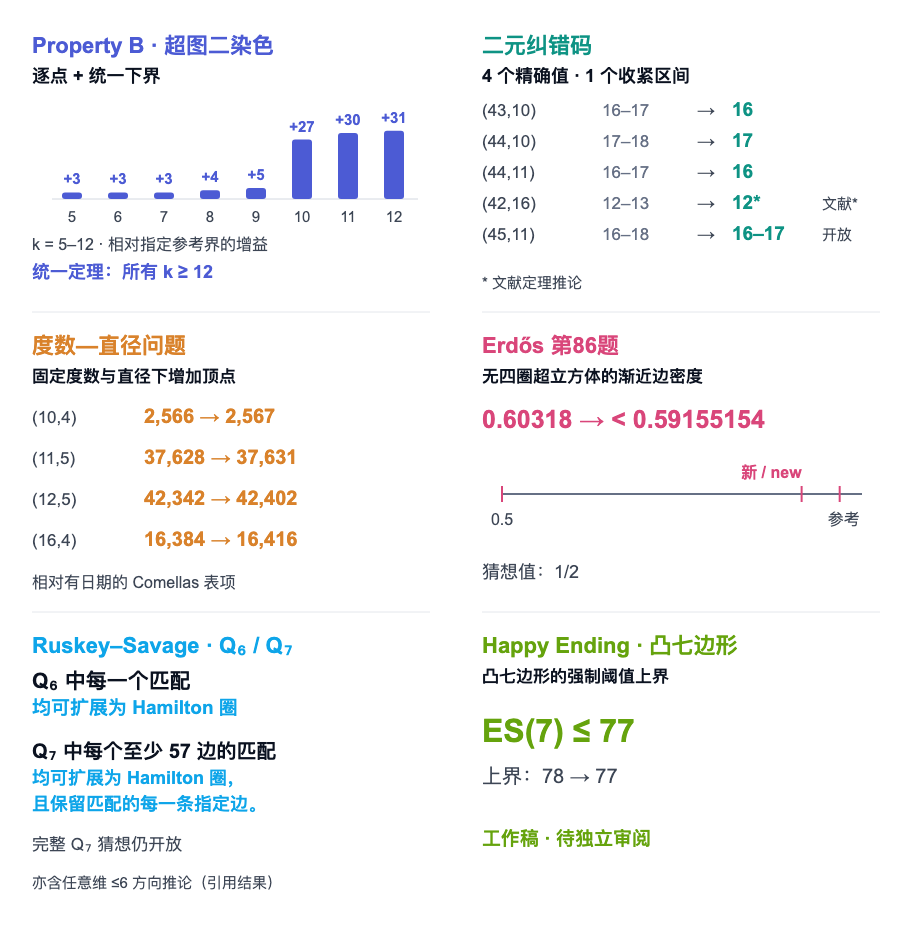 Property B · 超图二染色
逐点 + 统一下界
+3 +3 +3 +4 +5 +27 +30 +31
5 6 7 8 9 10 11 12
k = 5–12 · 相对指定参考界的增益
统一定理：所有 k ≥ 12
二元纠错码
4 个精确值 · 1 个收紧区间
(43,10) 16–17 → 16
(44,10) 17–18 → 17
(44,11) 16–17 → 16
(42,16) 12–13 → 12* 文献*
(45,11) 16–18 → 16–17 开放
* 文献定理推论
度数—直径问题
固定度数与直径下增加顶点
(10,4) 2,566 → 2,567
(11,5) 37,628 → 37,631
(12,5) 42,342 → 42,402
(16,4) 16,384 → 16,416
相对有日期的 Comellas 表项
Erdős 第86题
无四圈超立方体的渐近边密度
0.60318 → < 0.59155154
新 / new
0.5 参考
猜想值：1/2
Ruskey–Savage · Q₆ / Q₇
Q₆ 中每一个匹配
均可扩展为 Hamilton 圈
Q₇ 中每个至少 57 边的匹配
均可扩展为 Hamilton 圈，
且保留匹配的每一条指定边。
完整 Q₇ 猜想仍开放
亦含任意维 ≤6 方向推论（引用结果）
Happy Ending · 凸七边形
凸七边形的强制阈值上界
ES(7) ≤ 77
上界：78 → 77
工作稿 · 待独立审阅